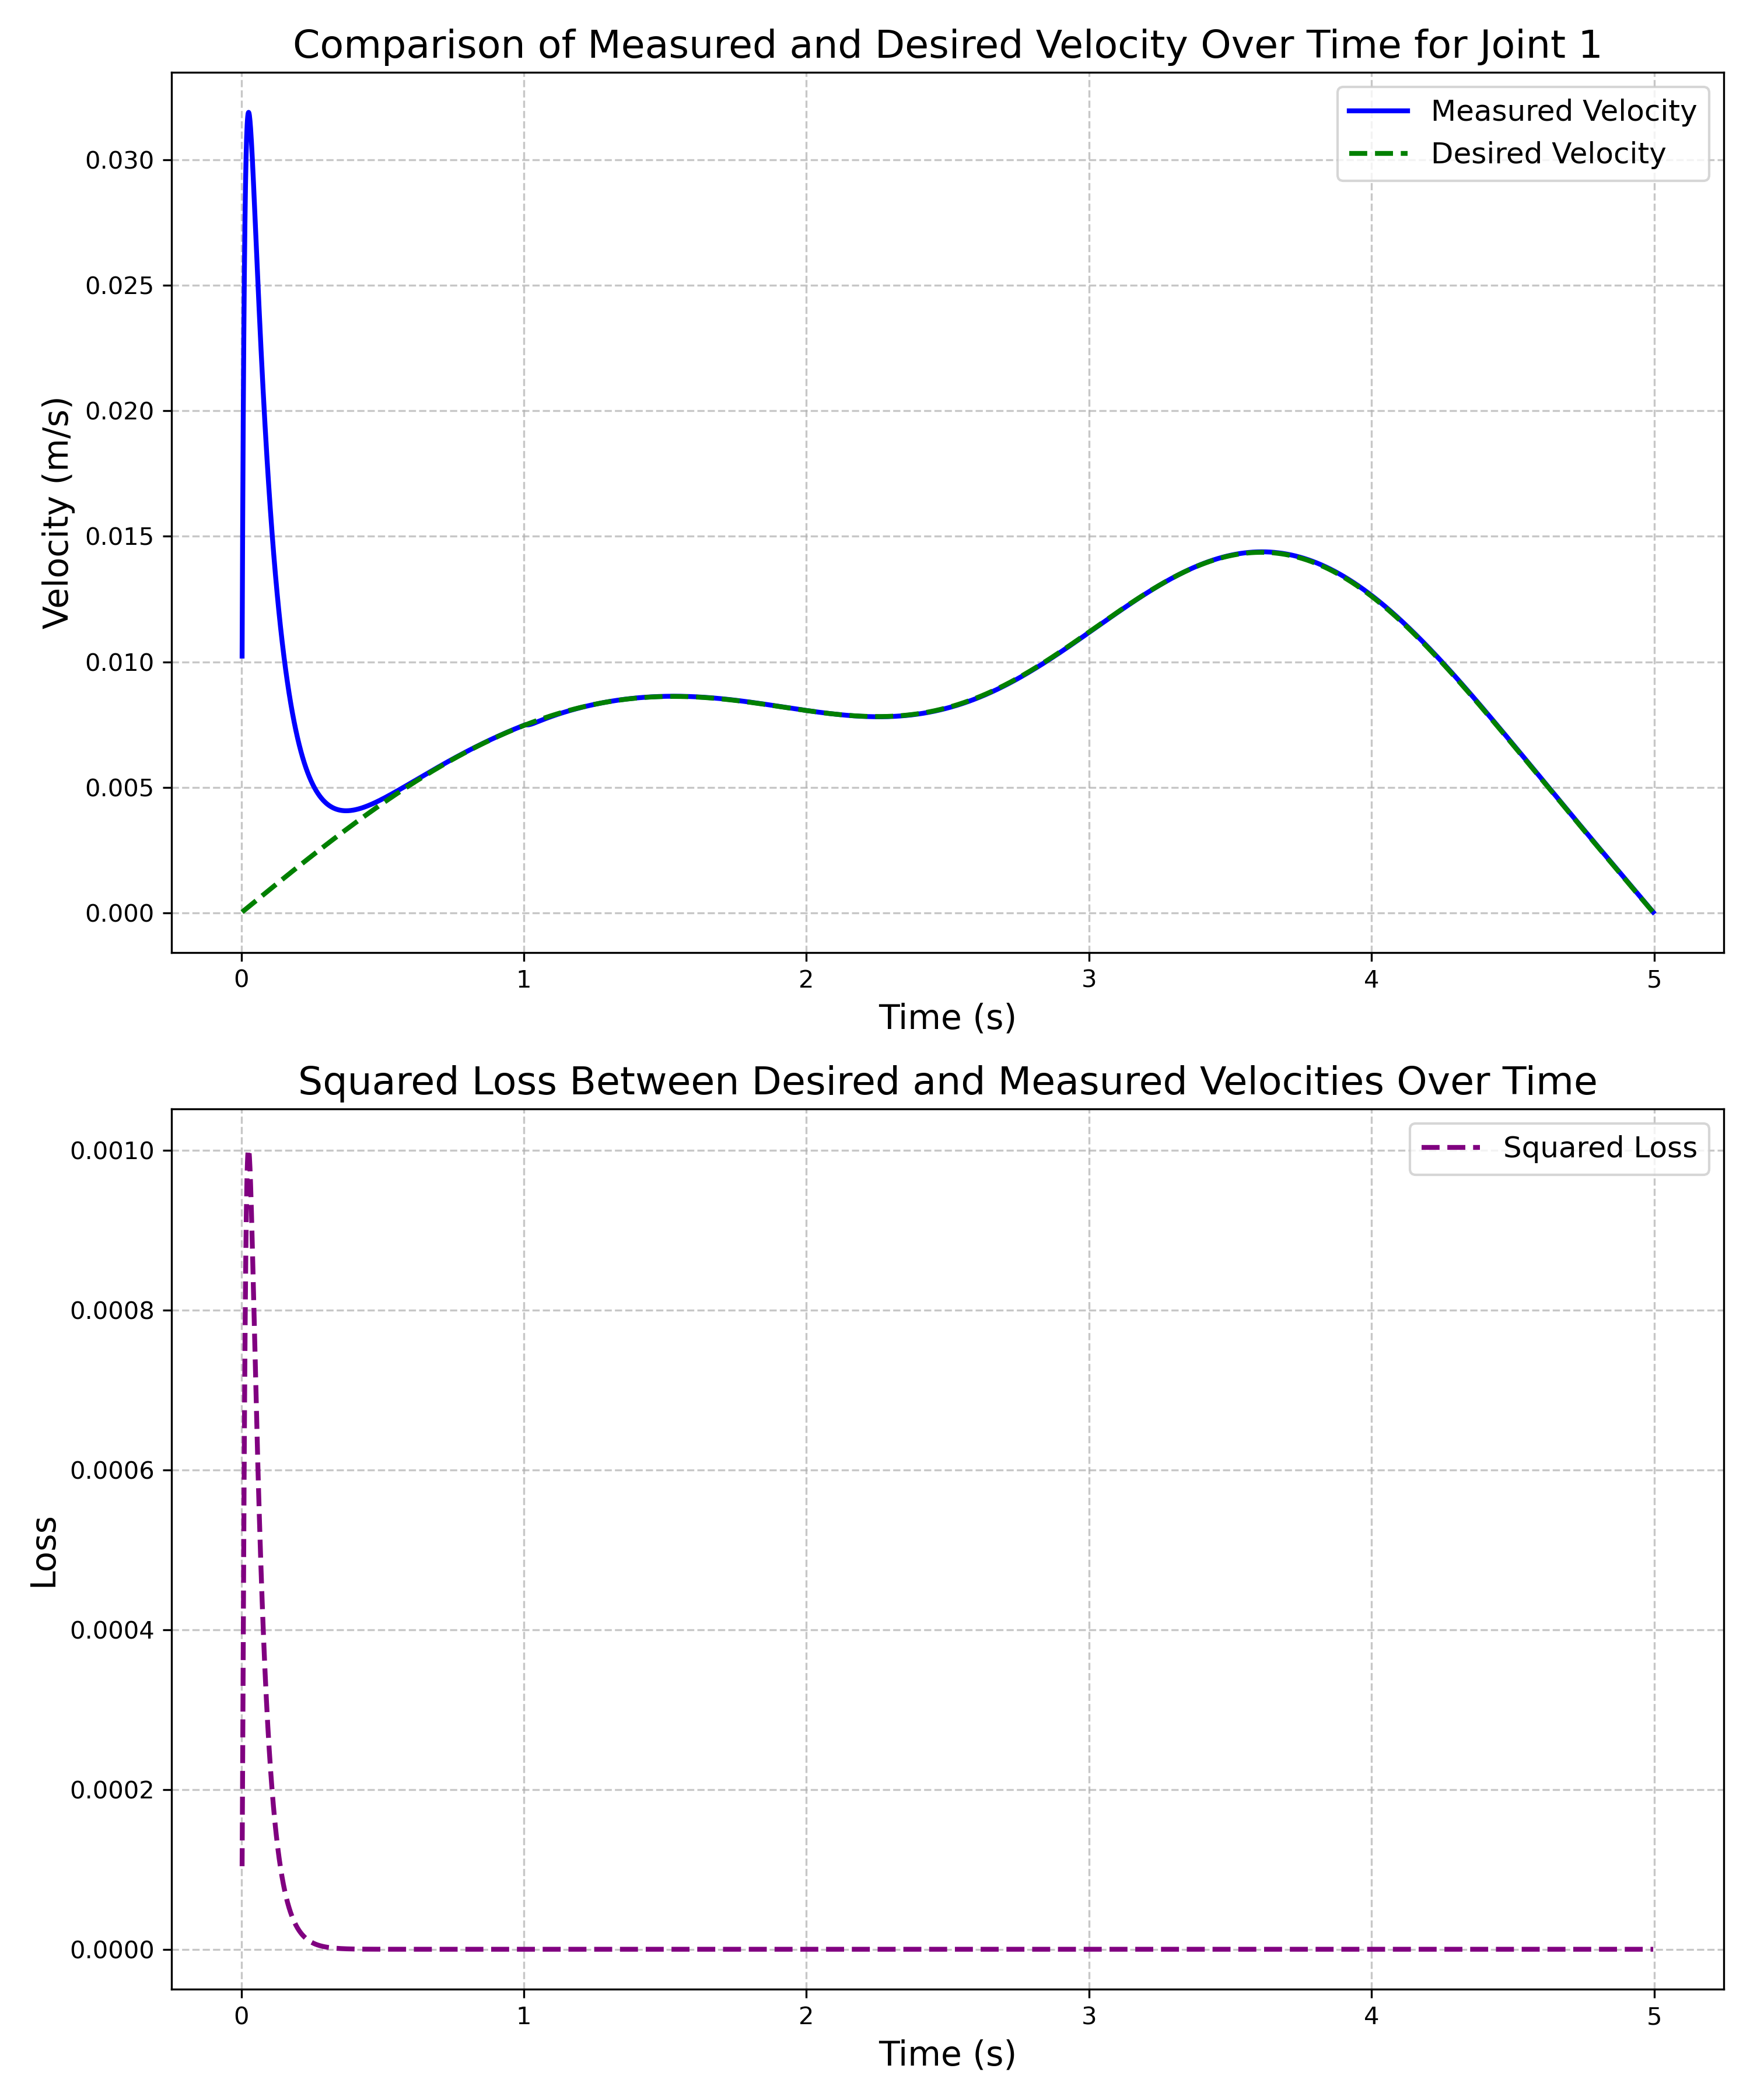 Comparison of Measured and Desired Velocity Over Time for Joint 1
Measured Velocity
Desired Velocity
0.030
0.025
0.020
0.015
0.010
0.005
0.000
Velocity (m/s)
0 1 2 3 4 5
Time (s)
Squared Loss Between Desired and Measured Velocities Over Time
Squared Loss
0.0010
0.0008
0.0006
0.0004
0.0002
0.0000
Loss
0 1 2 3 4 5
Time (s)